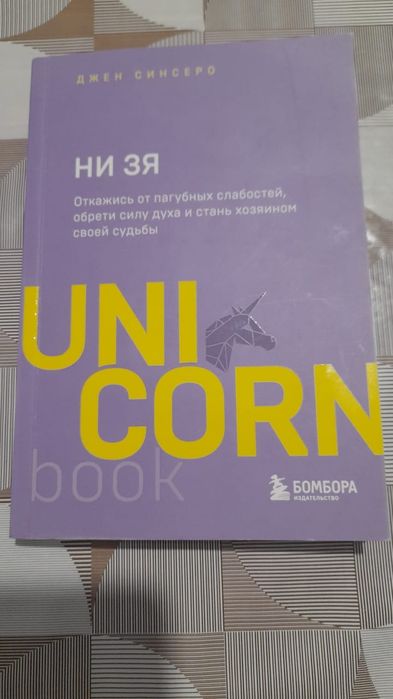 ДЖЕН СИНСЕРО
НИ ЗЯ
Откажись от пагубных слабостей,
обрети силу духа и стань хозяином
своей судьбы
UNI
CORN
book
БОМБОРА
ИЗДАТЕЛЬСТВО